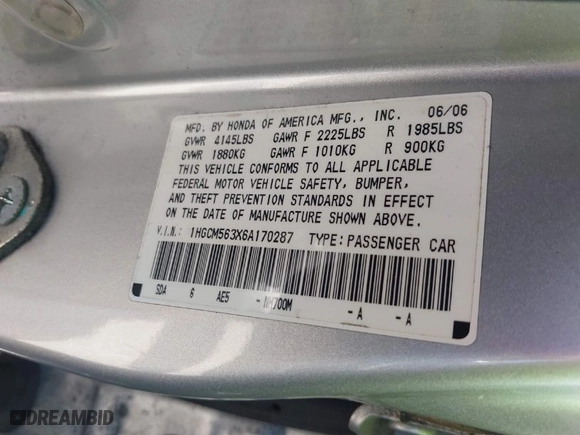 MFD. BY HONDA OF AMERICA MFG., INC. 06/06
GVWR 4145LBS GAWR F 2225LBS R 1985LBS
GVWR 1880KG GAWR F 1010KG R 900KG
THIS VEHICLE CONFORMS TO ALL APPLICABLE
FEDERAL MOTOR VEHICLE SAFETY, BUMPER,
AND THEFT PREVENTION STANDARDS IN EFFECT
ON THE DATE OF MANUFACTURE SHOWN ABOVE.
V.I.N.: 1HGCM563X6A170287 TYPE: PASSENGER CAR
SDA 6 AE5 - NH700M - A - A
DREAMBID